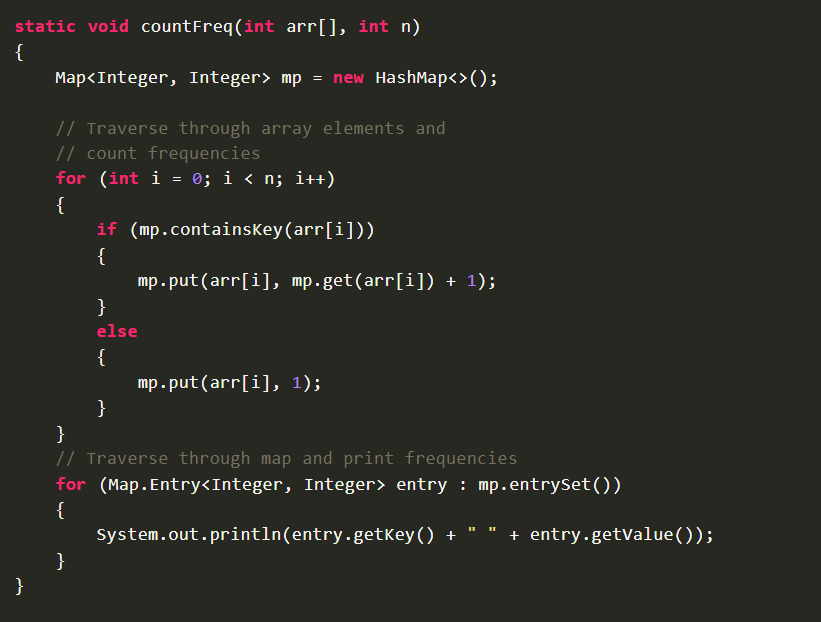 static void countFreq(int arr[], int n)
{
    Map<Integer, Integer> mp = new HashMap<>();

    // Traverse through array elements and
    // count frequencies
    for (int i = 0; i < n; i++)
    {
        if (mp.containsKey(arr[i]))
        {
            mp.put(arr[i], mp.get(arr[i]) + 1);
        }
        else
        {
            mp.put(arr[i], 1);
        }
    }
    // Traverse through map and print frequencies
    for (Map.Entry<Integer, Integer> entry : mp.entrySet())
    {
        System.out.println(entry.getKey() + " " + entry.getValue());
    }
}